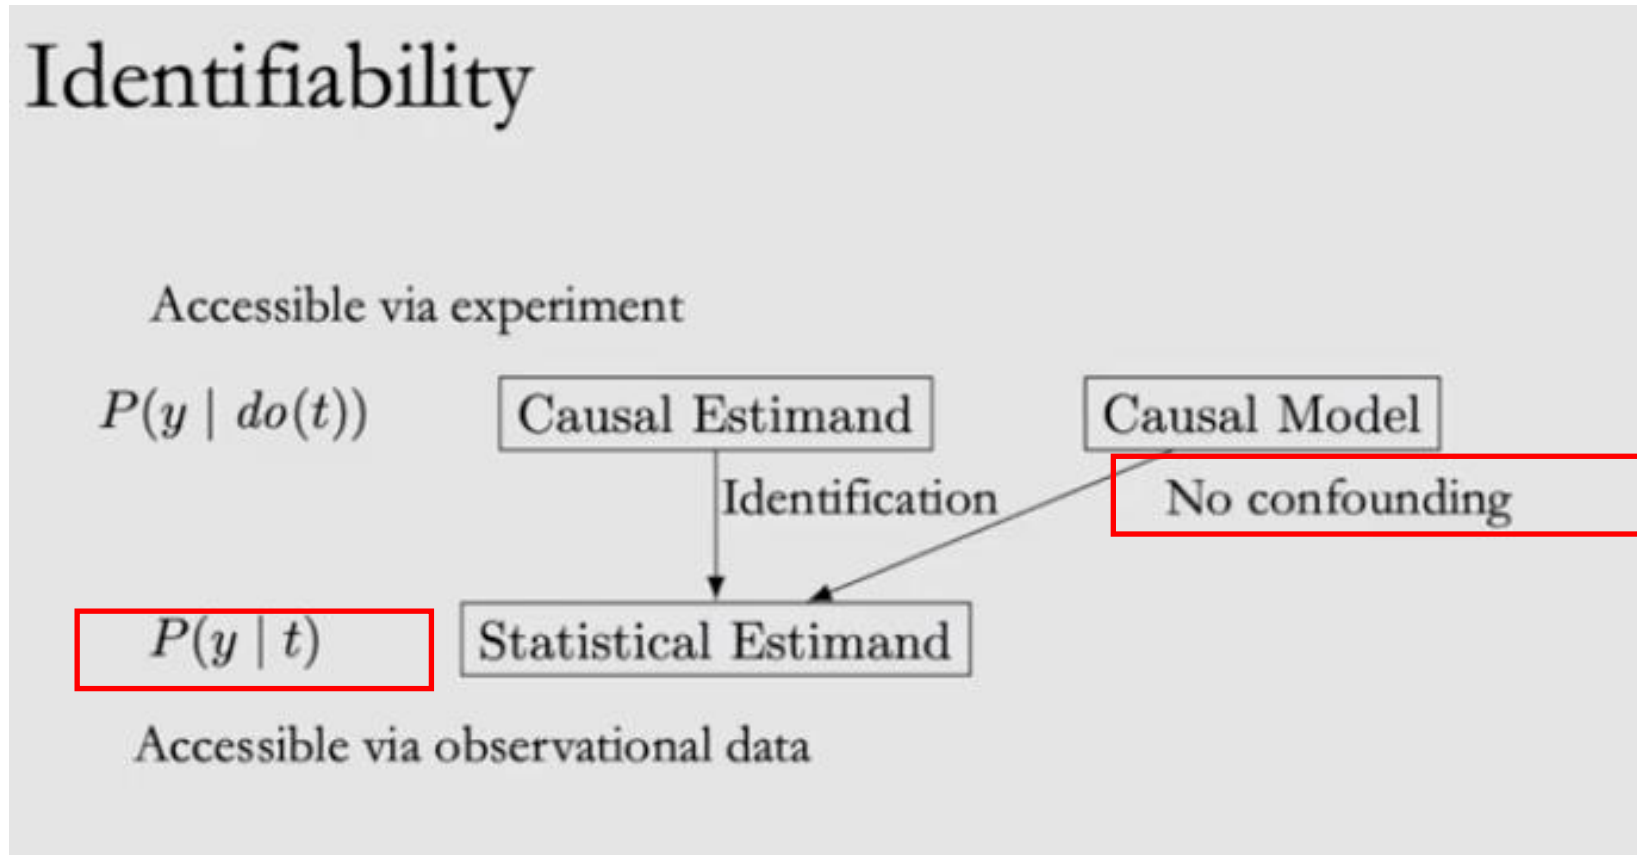 Identifiability
Accessible via experiment
P(y | do(t))
Causal Estimand
Causal Model
Identification
No confounding
P(y | t)
Statistical Estimand
Accessible via observational data